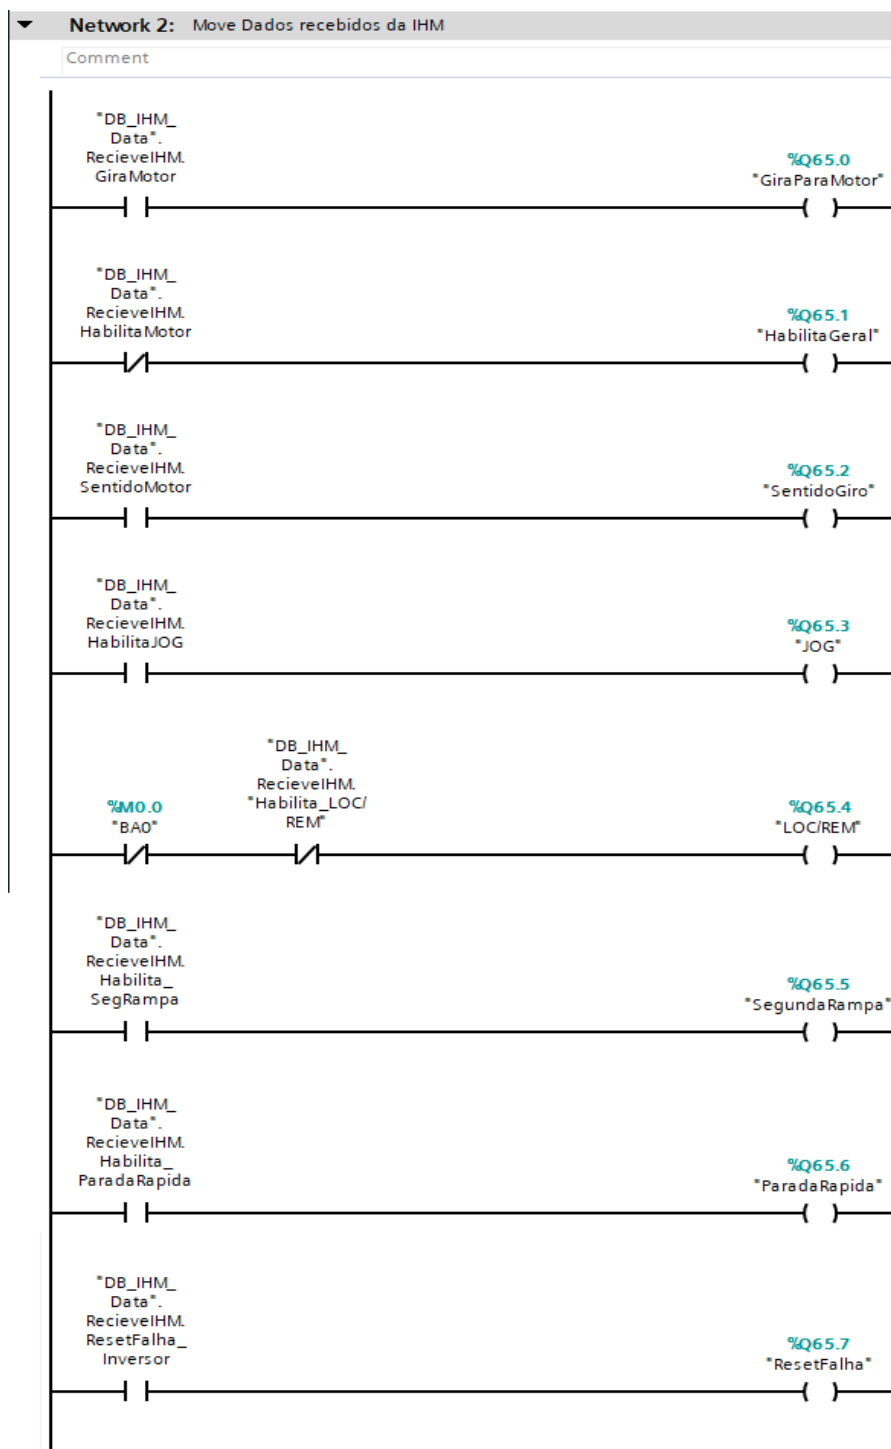 Network 2: Move Dados recebidos da IHM
Comment
"DB_IHM_
Data".
RecieveIHM.
GiraMotor
%Q65.0
"GiraParaMotor"
"DB_IHM_
Data".
RecieveIHM.
HabilitaMotor
%Q65.1
"HabilitaGeral"
"DB_IHM_
Data".
RecieveIHM.
SentidoMotor
%Q65.2
"SentidoGiro"
"DB_IHM_
Data".
RecieveIHM.
HabilitaJOG
%Q65.3
"JOG"
%M0.0
"BA0"
"DB_IHM_
Data".
RecieveIHM.
"Habilita_LOC/
REM"
%Q65.4
"LOC/REM"
"DB_IHM_
Data".
RecieveIHM.
Habilita_
SegRampa
%Q65.5
"SegundaRampa"
"DB_IHM_
Data".
RecieveIHM.
Habilita_
ParadaRapida
%Q65.6
"ParadaRapida"
"DB_IHM_
Data".
RecieveIHM.
ResetFalha_
Inversor
%Q65.7
"ResetFalha"